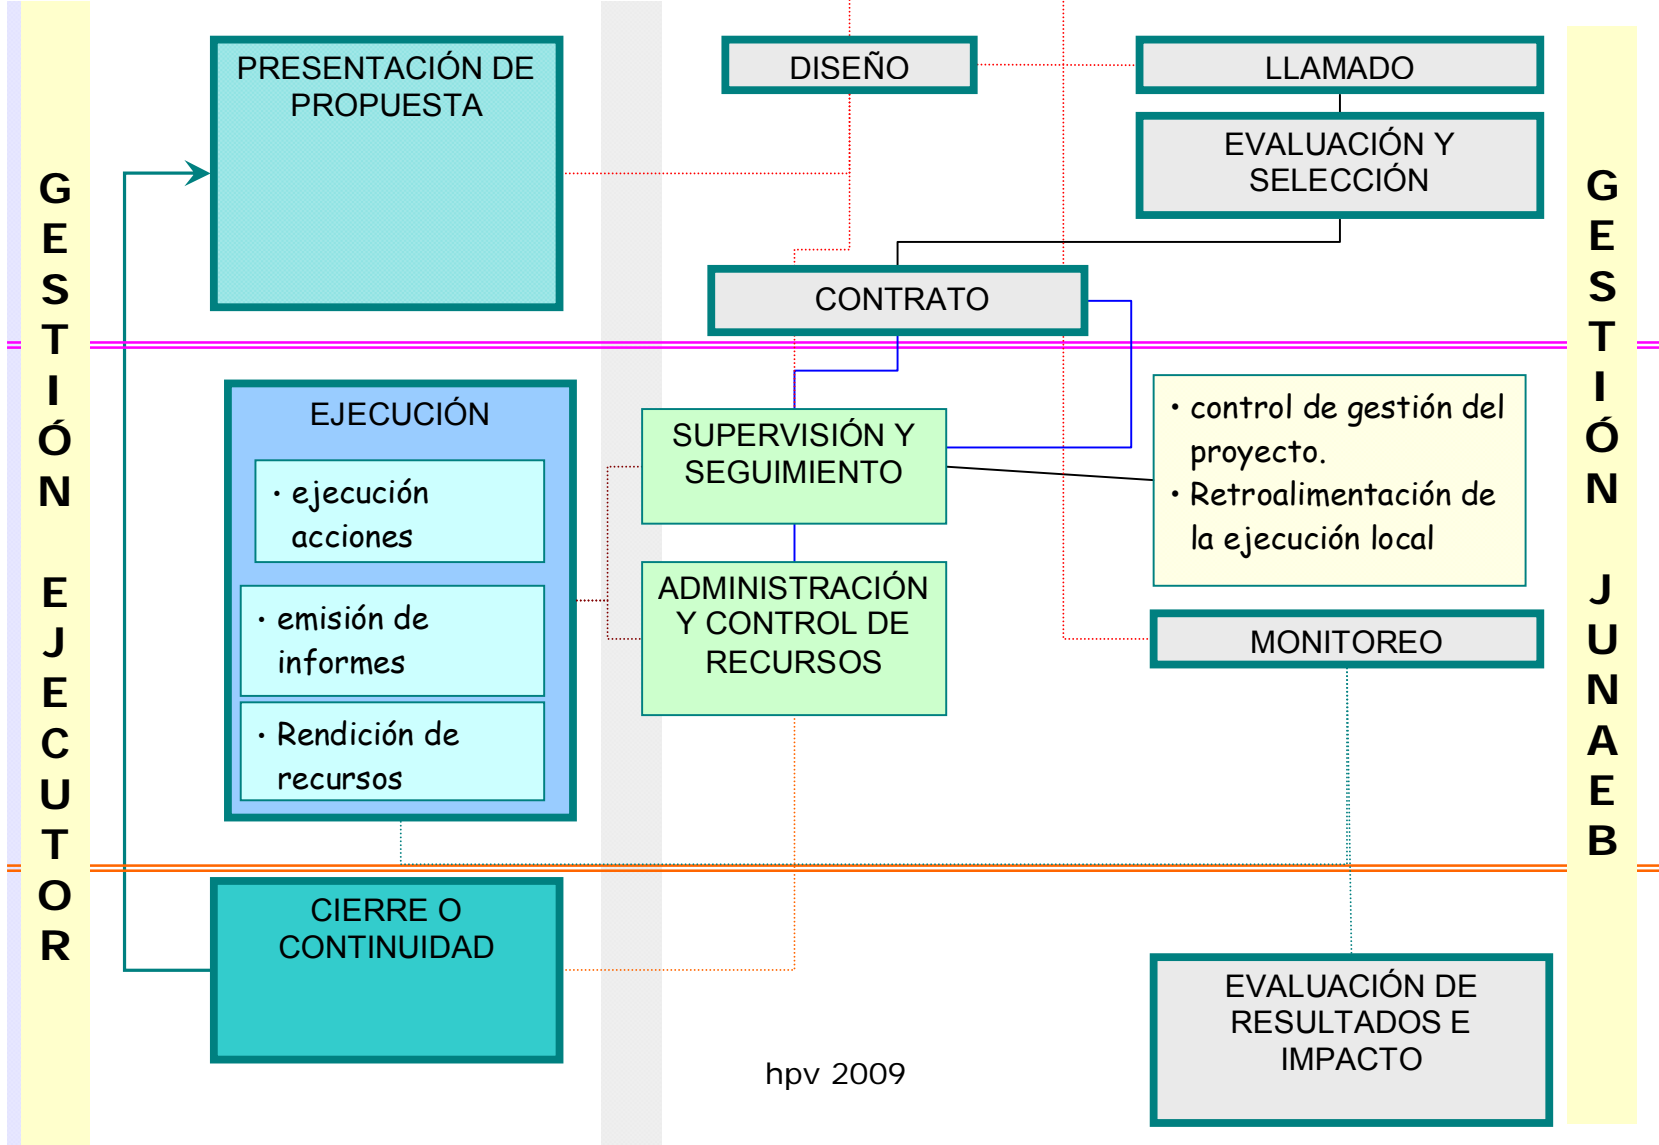 GESTIÓN EJECUTOR
PRESENTACIÓN DE
PROPUESTA
DISEÑO
LLAMADO
EVALUACIÓN Y
SELECCIÓN
CONTRATO
EJECUCIÓN
• ejecución
acciones
• emisión de
informes
• Rendición de
recursos
SUPERVISIÓN Y
SEGUIMIENTO
ADMINISTRACIÓN
Y CONTROL DE
RECURSOS
• control de gestión del
proyecto.
• Retroalimentación de
la ejecución local
MONITOREO
CIERRE O
CONTINUIDAD
EVALUACIÓN DE
RESULTADOS E
IMPACTO
hpv 2009
GESTIÓN JUNAEB